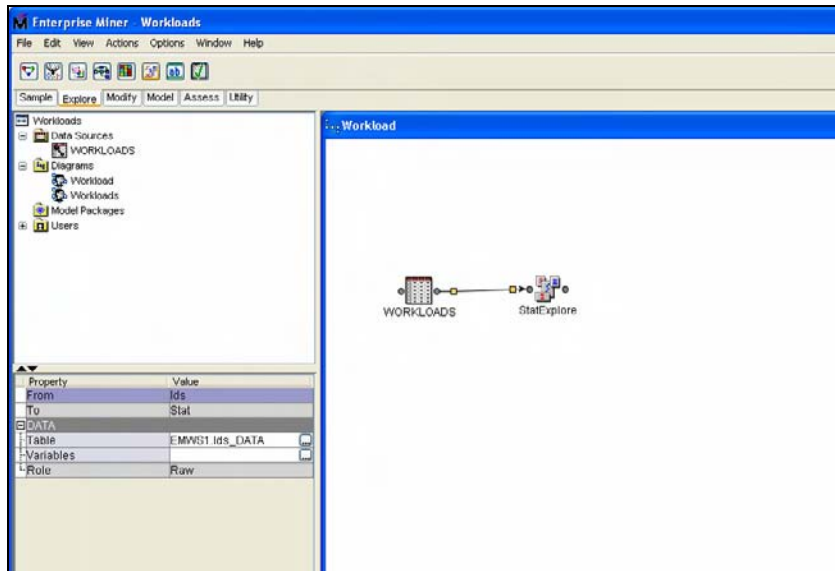 Enterprise Miner - Workloads
File Edit View Actions Options Window Help
Sample Explore Modify Model Assess Utility
Workloads
Data Sources
WORKLOADS
Diagrams
Workload
Workloads
Model Packages
Users
Property Value
From Ids
To Stat
DATA
Table EMWS1.Ids_DATA
Variables
Role Raw
Workload
WORKLOADS
StatExplore